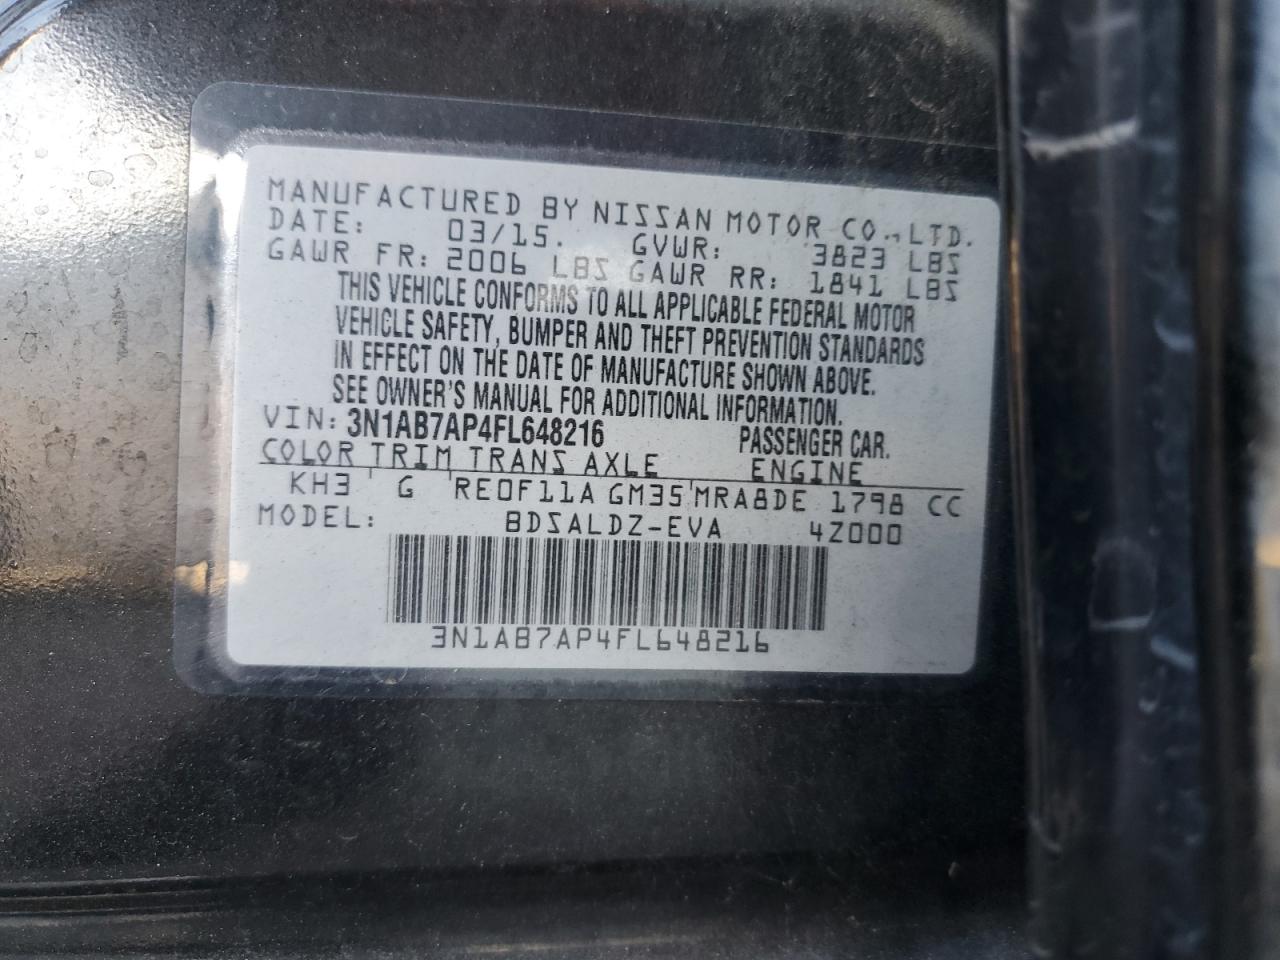 MANUFACTURED BY NISSAN MOTOR CO., LTD.
DATE: 03/15. GVWR: 3823 LBS
GAWR FR: 2006 LBS GAWR RR: 1841 LBS
THIS VEHICLE CONFORMS TO ALL APPLICABLE FEDERAL MOTOR
VEHICLE SAFETY, BUMPER AND THEFT PREVENTION STANDARDS
IN EFFECT ON THE DATE OF MANUFACTURE SHOWN ABOVE.
SEE OWNER'S MANUAL FOR ADDITIONAL INFORMATION.
VIN: 3N1AB7AP4FL648216 PASSENGER CAR.
COLOR TRIM TRANS AXLE ENGINE
KH3 G RE0F11A GM35 MRA8DE 1798 CC
MODEL: BDSALDZ-EVA 4Z000
3N1AB7AP4FL648216